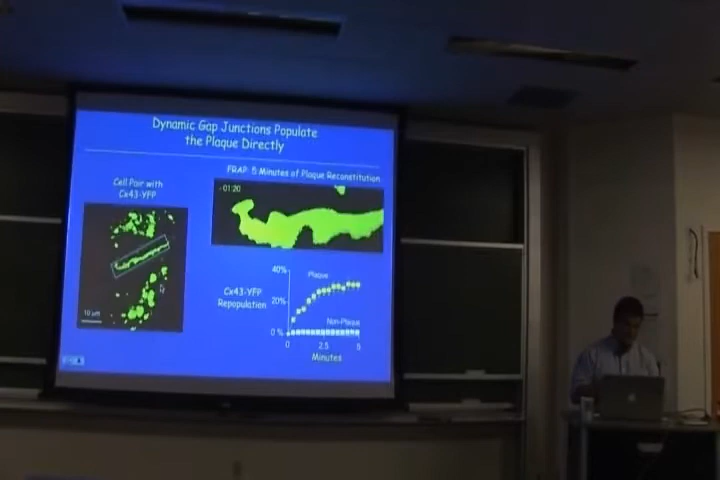 Dynamic Gap Junctions Populate
the Plaque Directly
Cell Pair with
Cx43-YFP
FRAP: 5 Minutes of Plaque Reconstitution
-01:20
10 μm
Cx43-YFP
Repopulation
40%
20%
0 %
Plaque
Non-Plaque
0
2.5
5
Minutes